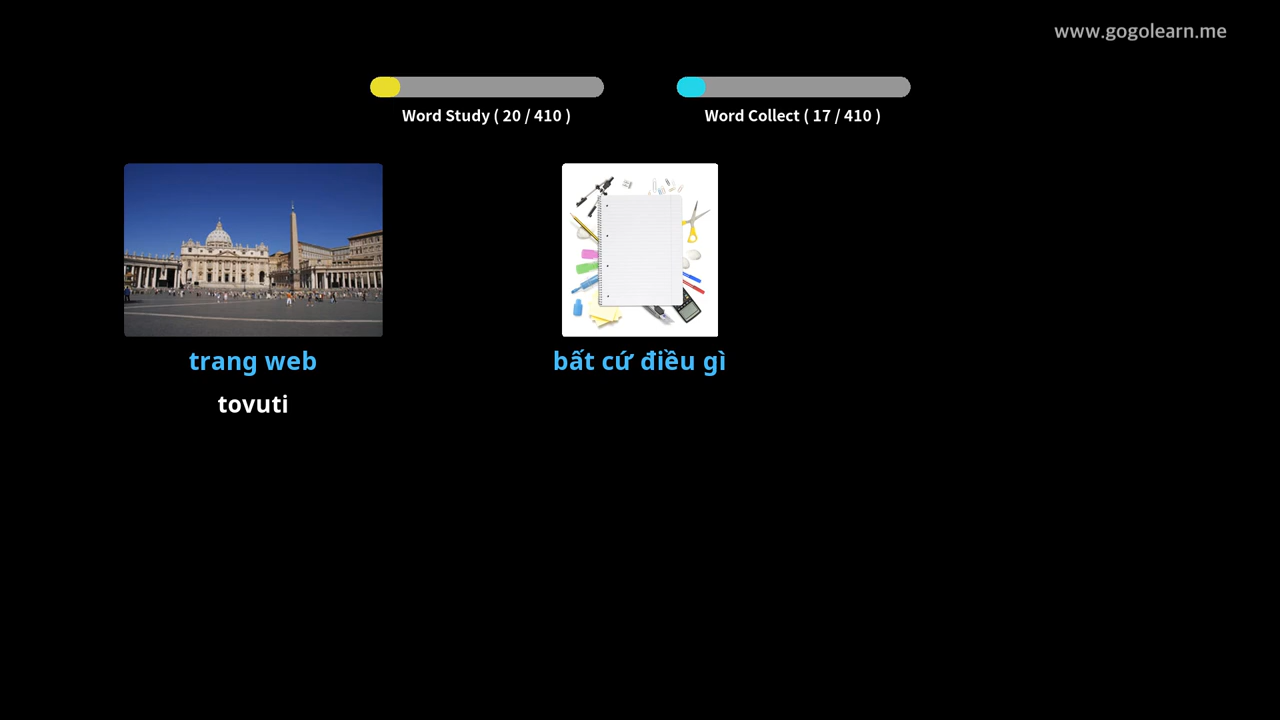 www.gogolearn.me
Word Study ( 20 / 410 )
Word Collect ( 17 / 410 )
trang web
bất cứ điều gì
tovuti